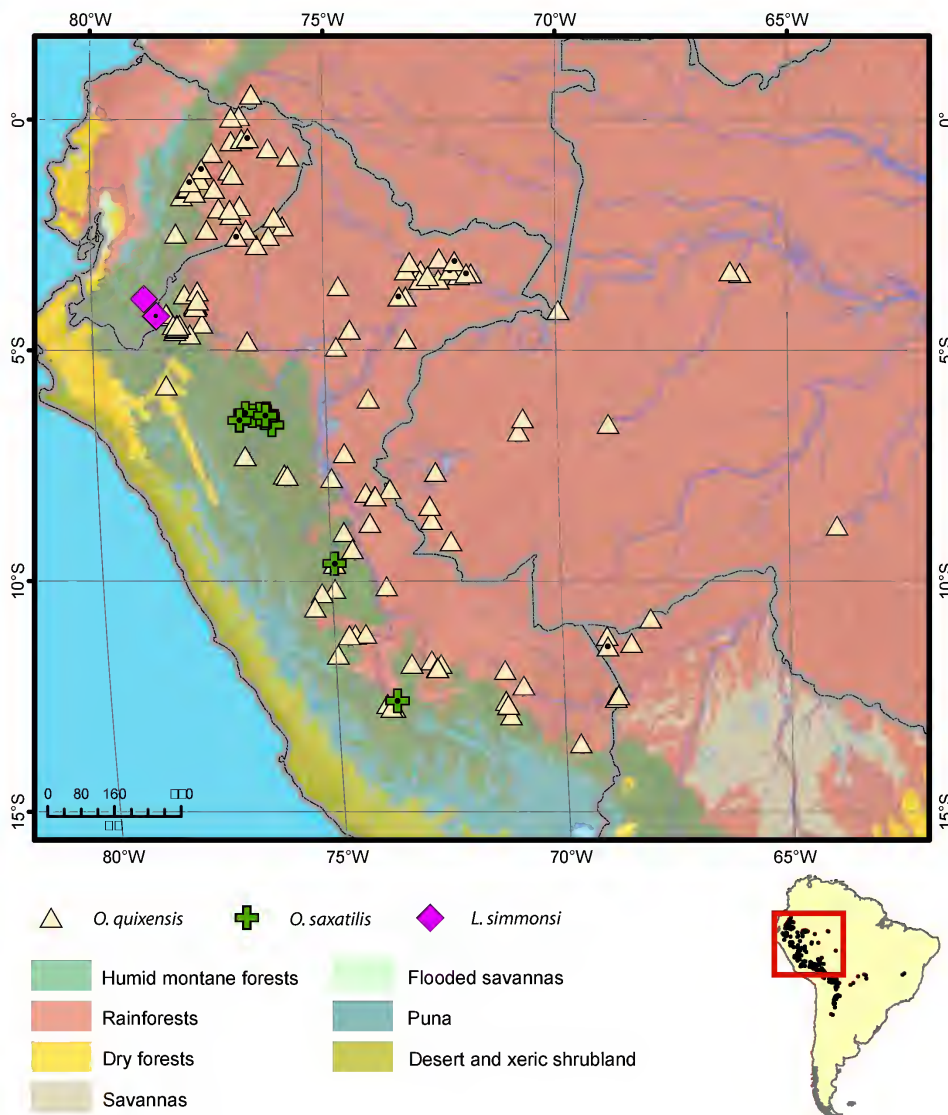 80°W 75°W 70°W 65°W
0° 0°
5°S 5°S
10°S 10°S
15°S 15°S
0 80 160 □□0
□□
80°W 75°W 70°W 65°W
O. quixensis O. saxatilis L. simmonsi
Humid montane forests Flooded savannas
Rainforests Puna
Dry forests Desert and xeric shrubland
Savannas